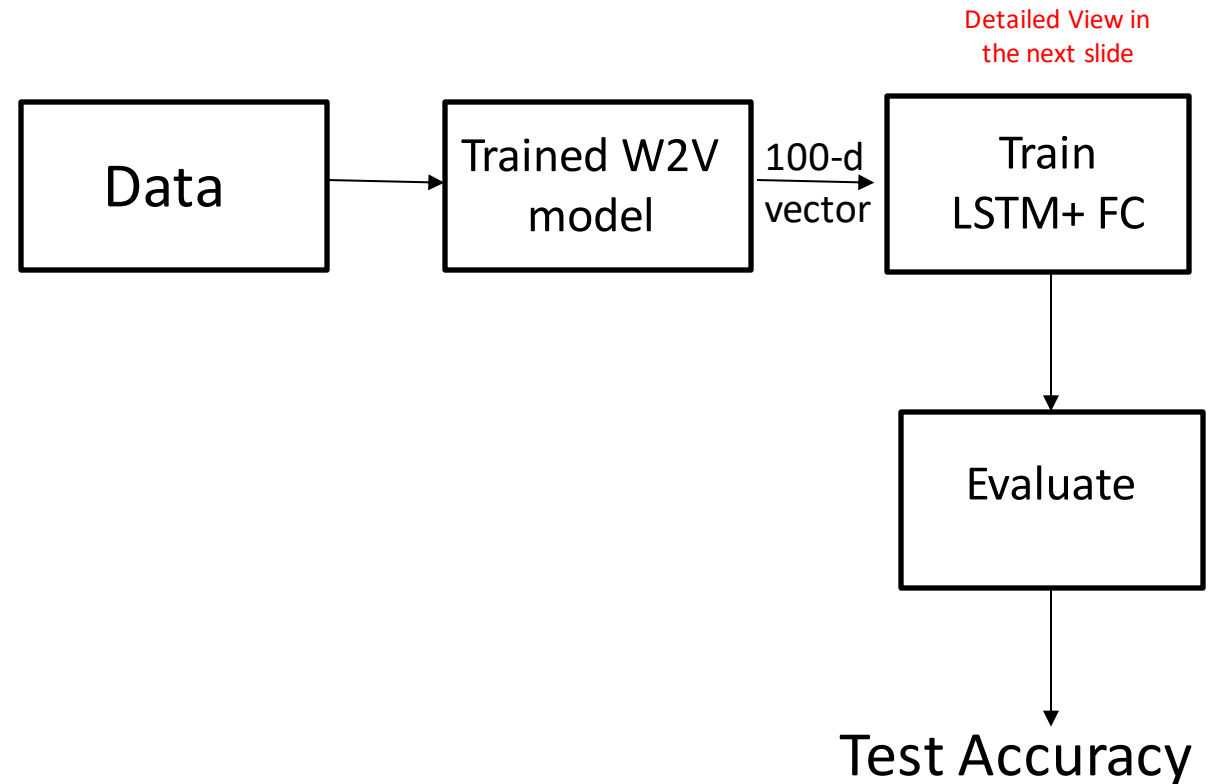 Detailed View in
the next slide
Data
Trained W2V
model
100-d
vector
Train
LSTM+ FC
Evaluate
Test Accuracy